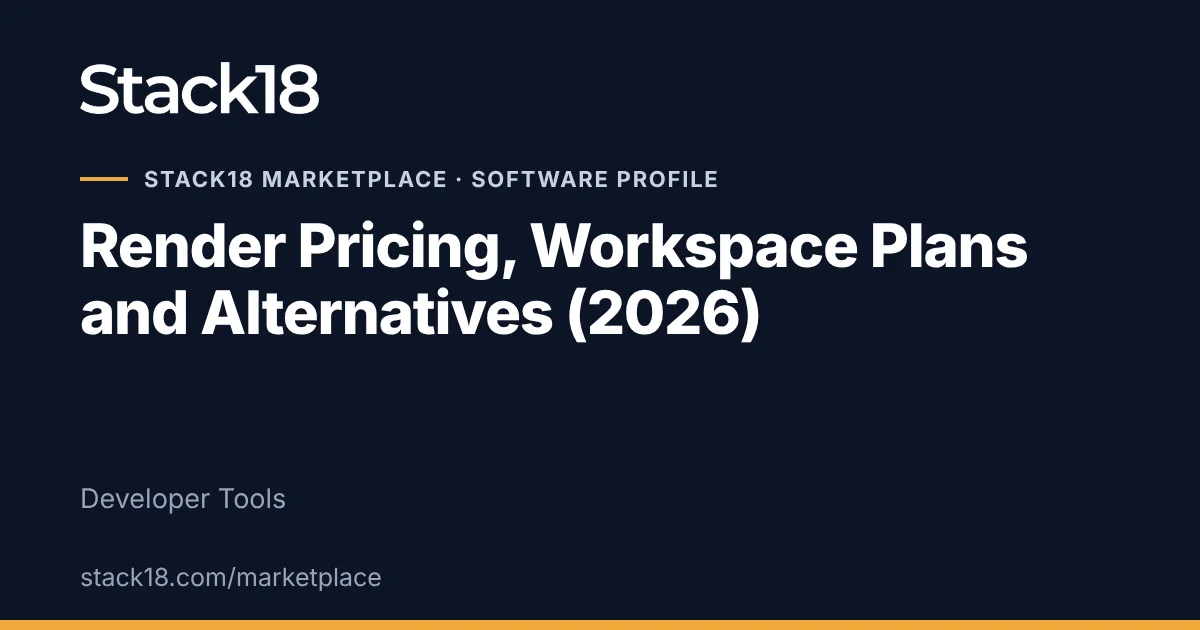 Stack18
STACK18 MARKETPLACE · SOFTWARE PROFILE
Render Pricing, Workspace Plans
and Alternatives (2026)
Developer Tools
stack18.com/marketplace